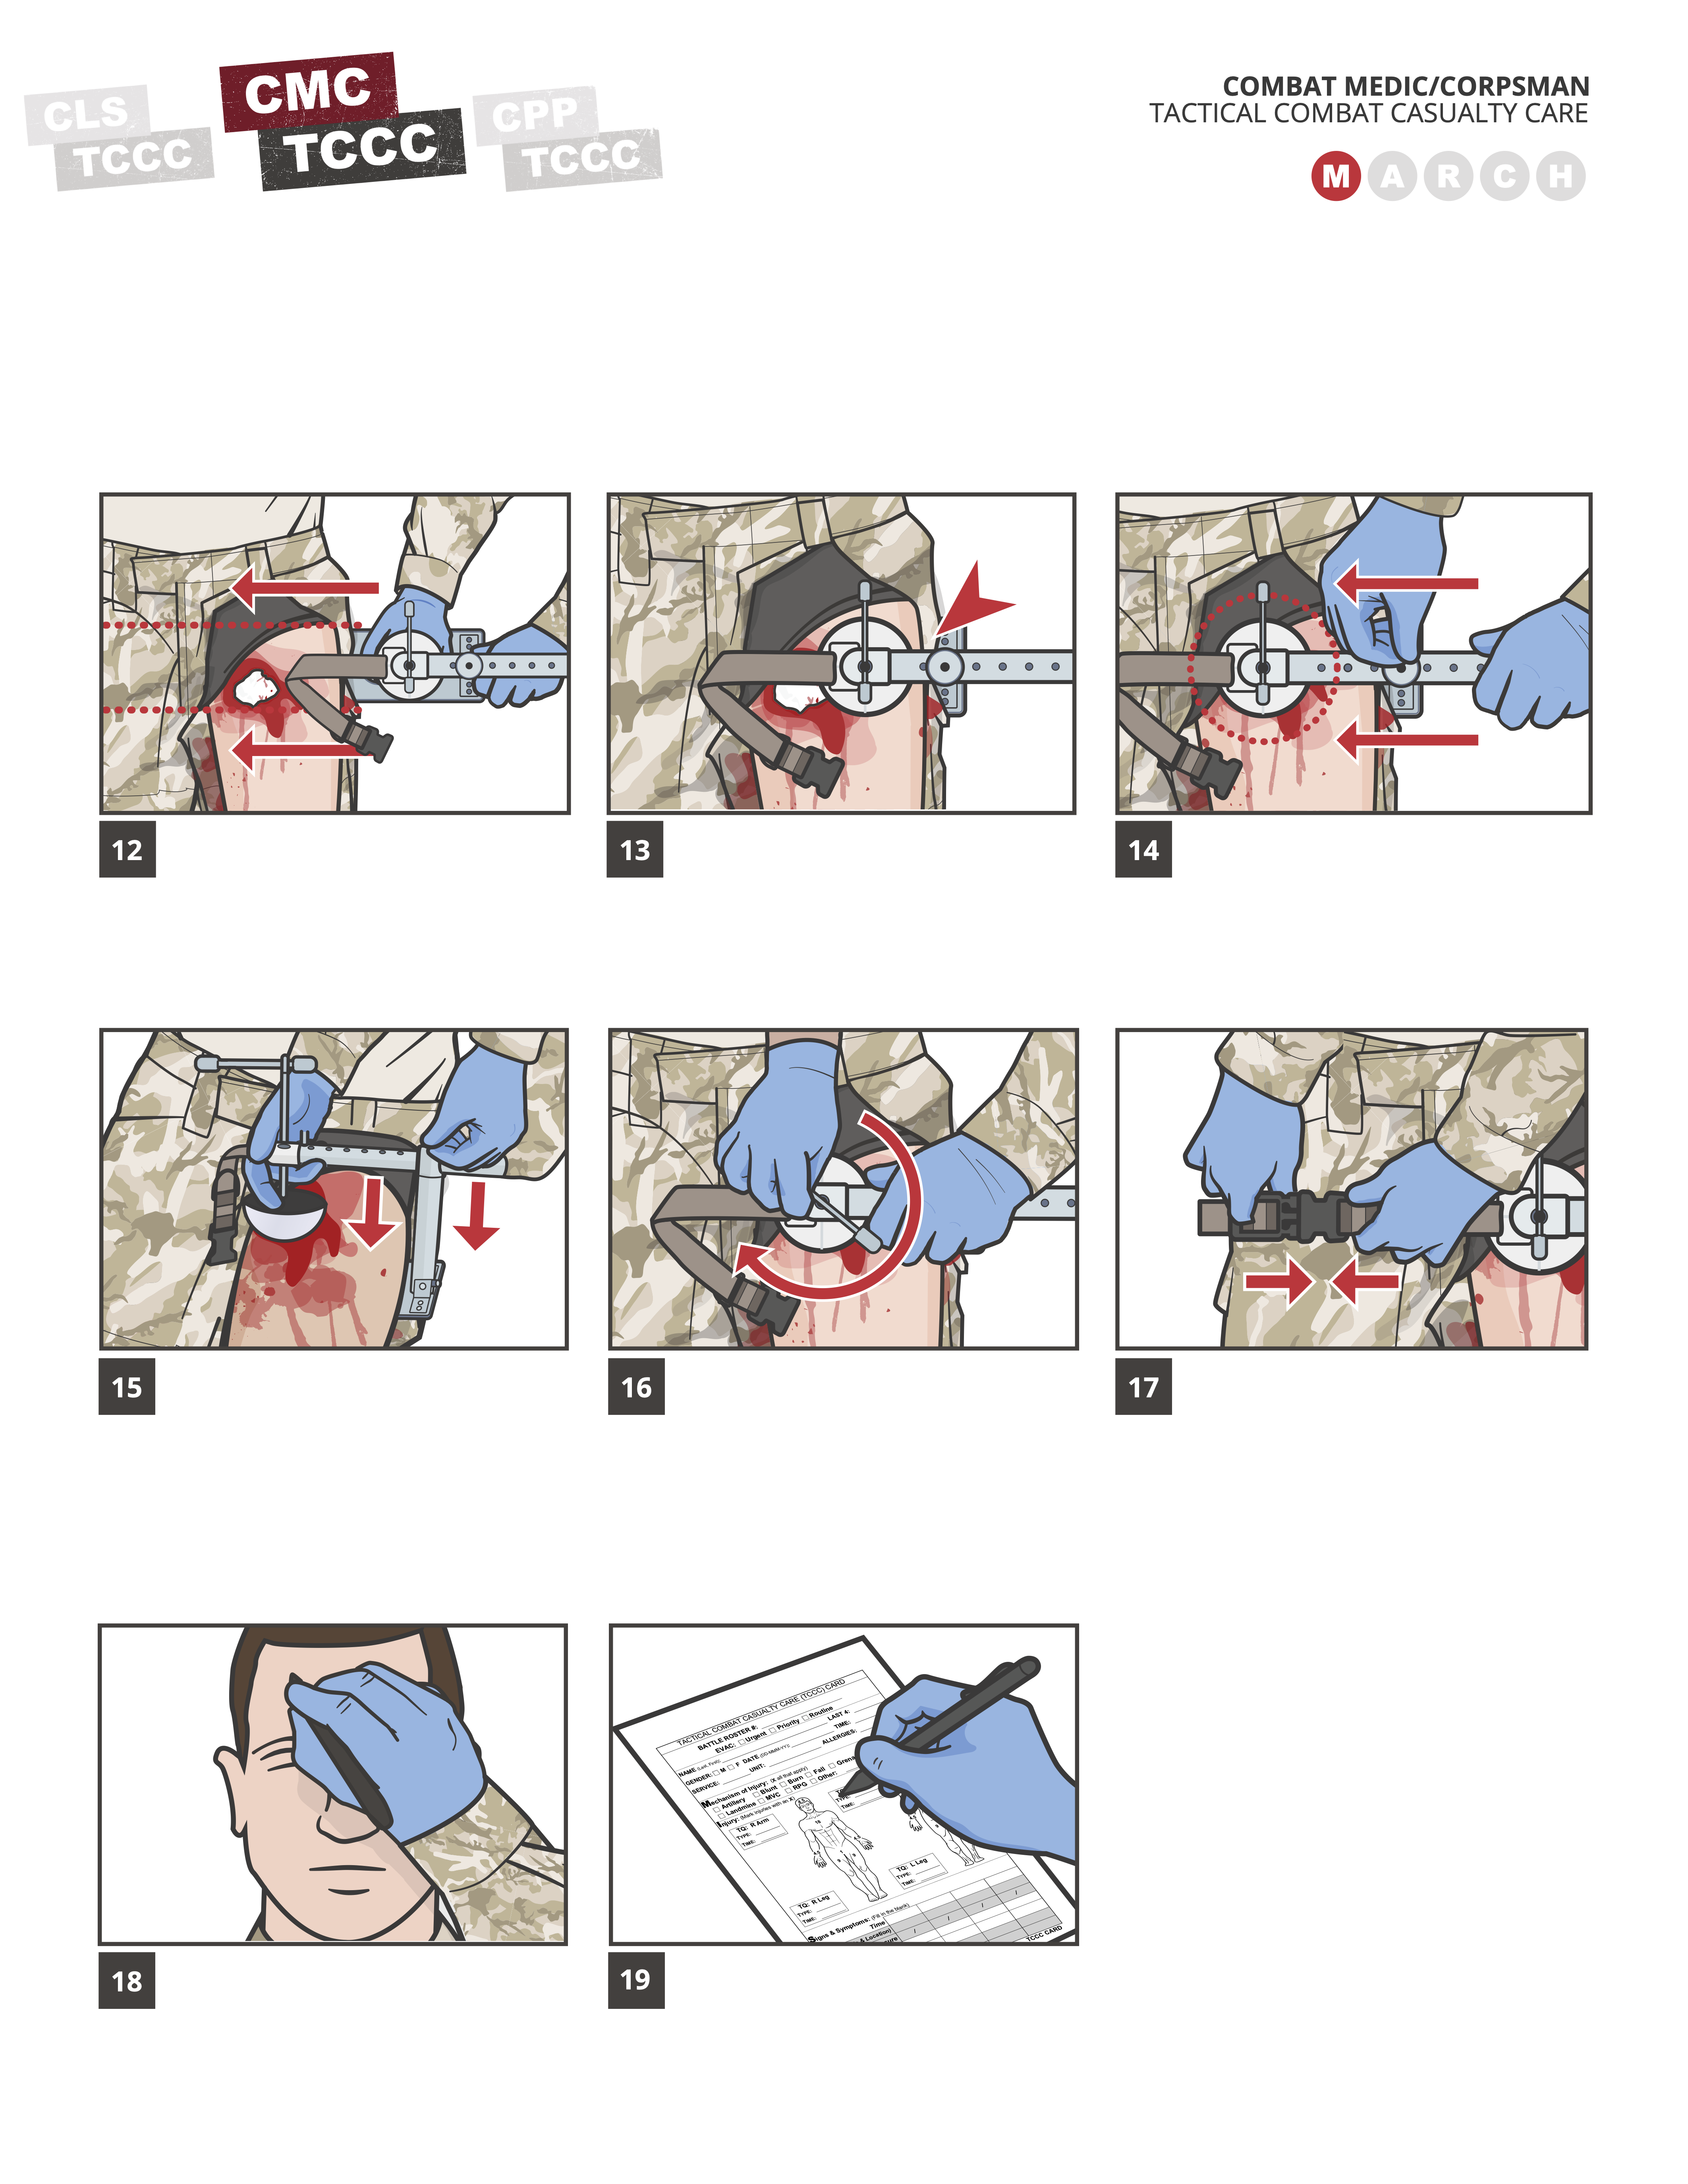 CLS
TCCC
CMC
TCCC
CPP
TCCC
COMBAT MEDIC/CORPSMAN
TACTICAL COMBAT CASUALTY CARE
M A R C H
12
13
14
15
16
17
TACTICAL COMBAT CASUALTY CARE (TCCC) CARD
BATTLE ROSTER #:
EVAC: Urgent Priority Routine
NAME (Last, First): LAST 4:
GENDER: M F DATE (DD-MMM-YY): TIME:
SERVICE: UNIT: ALLERGIES:
Mechanism of Injury: (X all that apply)
Artillery Blunt Burn Fall Grena
Landmine MVC RPG Other:
Injury: (Mark injuries with an X)
TQ: R Arm
TYPE:
TIME:
TYPE:
TIME:
TQ: R Leg
TYPE:
TIME:
TQ: L Leg
TYPE:
TIME:
Signs & Symptoms: (Fill in the blank)
Time
& Location)
TCCC CARD
18
19